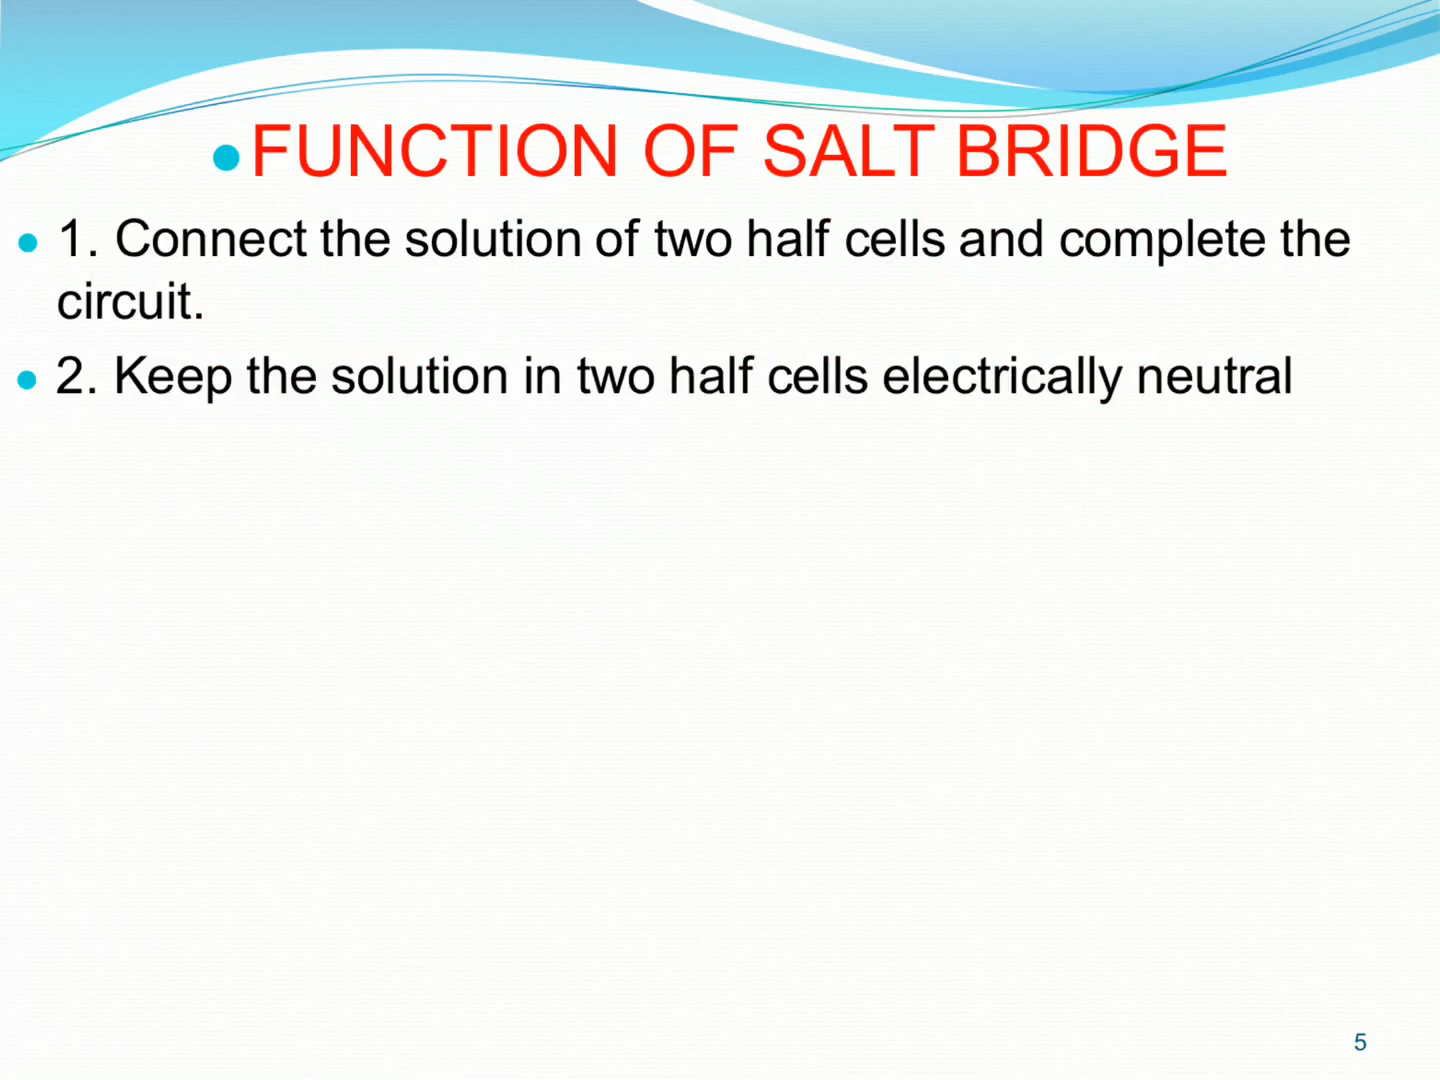 • FUNCTION OF SALT BRIDGE
• 1. Connect the solution of two half cells and complete the
circuit.
• 2. Keep the solution in two half cells electrically neutral
5